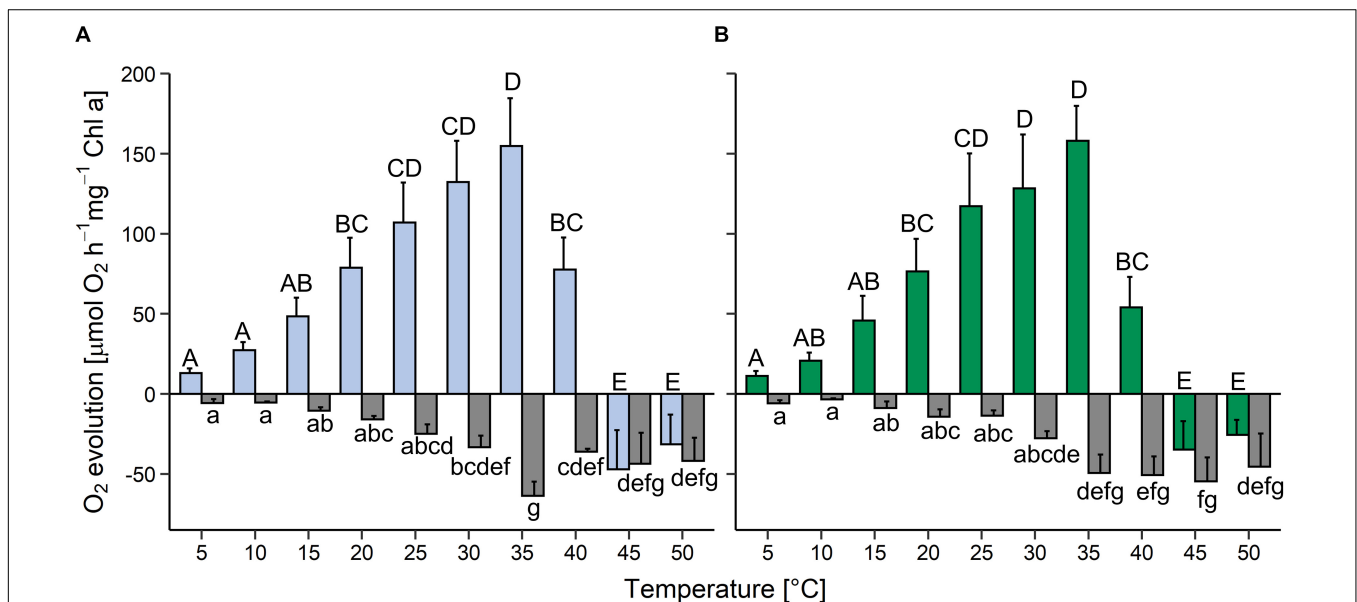 A B
O₂ evolution [μmol O₂ h⁻¹mg⁻¹ Chl a]
200
150
100
50
0
-50
A A AB BC CD CD D BC E E
a a ab abc abcd bcdef g cdef defg defg
A AB AB BC CD D D BC E E
a a ab abc abc abcde defg efg fg defg
5 10 15 20 25 30 35 40 45 50
5 10 15 20 25 30 35 40 45 50
Temperature [°C]